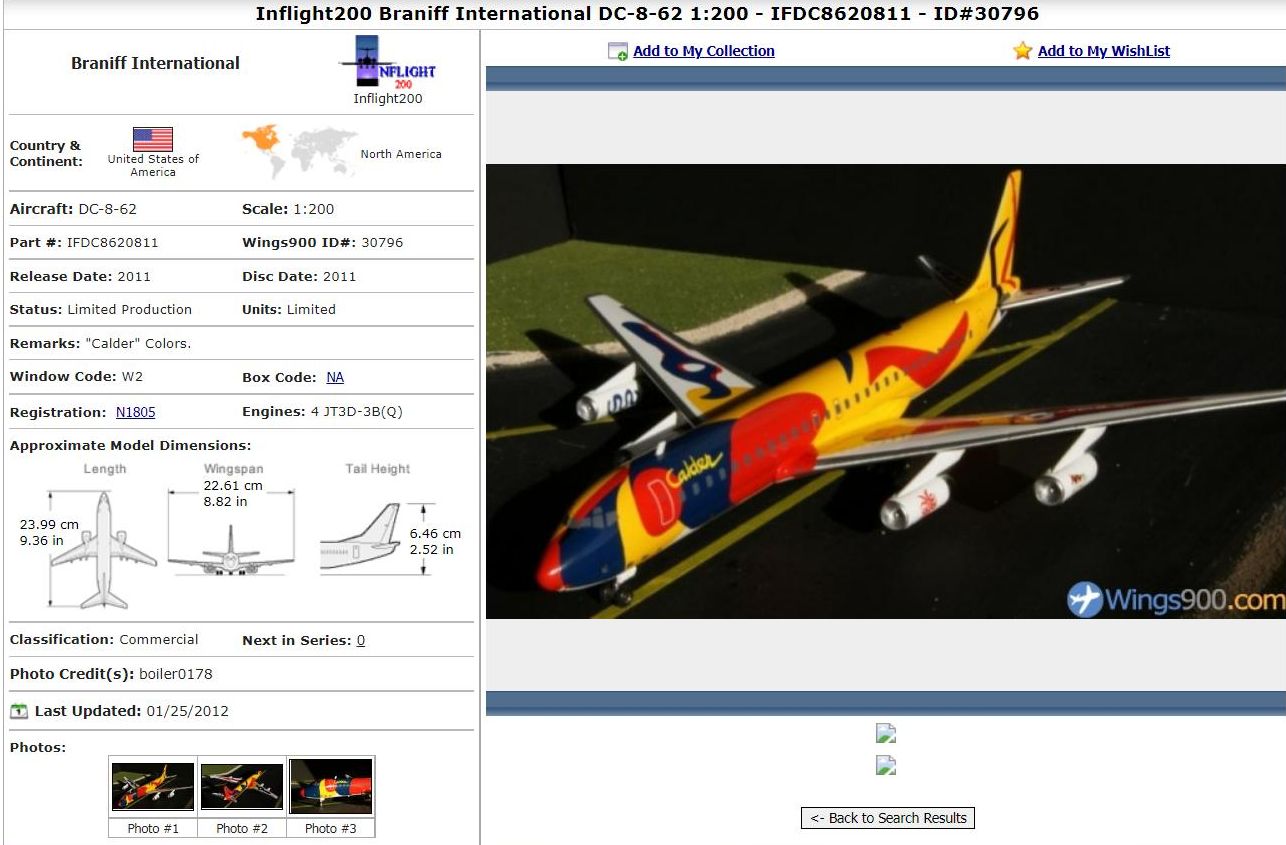 Inflight200 Braniff International DC-8-62 1:200 - IFDC8620811 - ID#30796
Braniff International
NFLIGHT
200
Inflight200
Add to My Collection
Add to My WishList
Country &
Continent:
United States of
America
North America
Aircraft: DC-8-62
Scale: 1:200
Part #: IFDC8620811
Wings900 ID#: 30796
Release Date: 2011
Disc Date: 2011
Status: Limited Production
Units: Limited
Remarks: "Calder" Colors.
Window Code: W2
Box Code: NA
Registration: N1805
Engines: 4 JT3D-3B(Q)
Approximate Model Dimensions:
Length
Wingspan
Tail Height
22.61 cm
8.82 in
23.99 cm
9.36 in
6.46 cm
2.52 in
Calder
Wings900.com
Classification: Commercial
Next in Series: 0
Photo Credit(s): boiler0178
1
Last Updated: 01/25/2012
Photos:
Photo #1
Photo #2
Photo #3
<- Back to Search Results